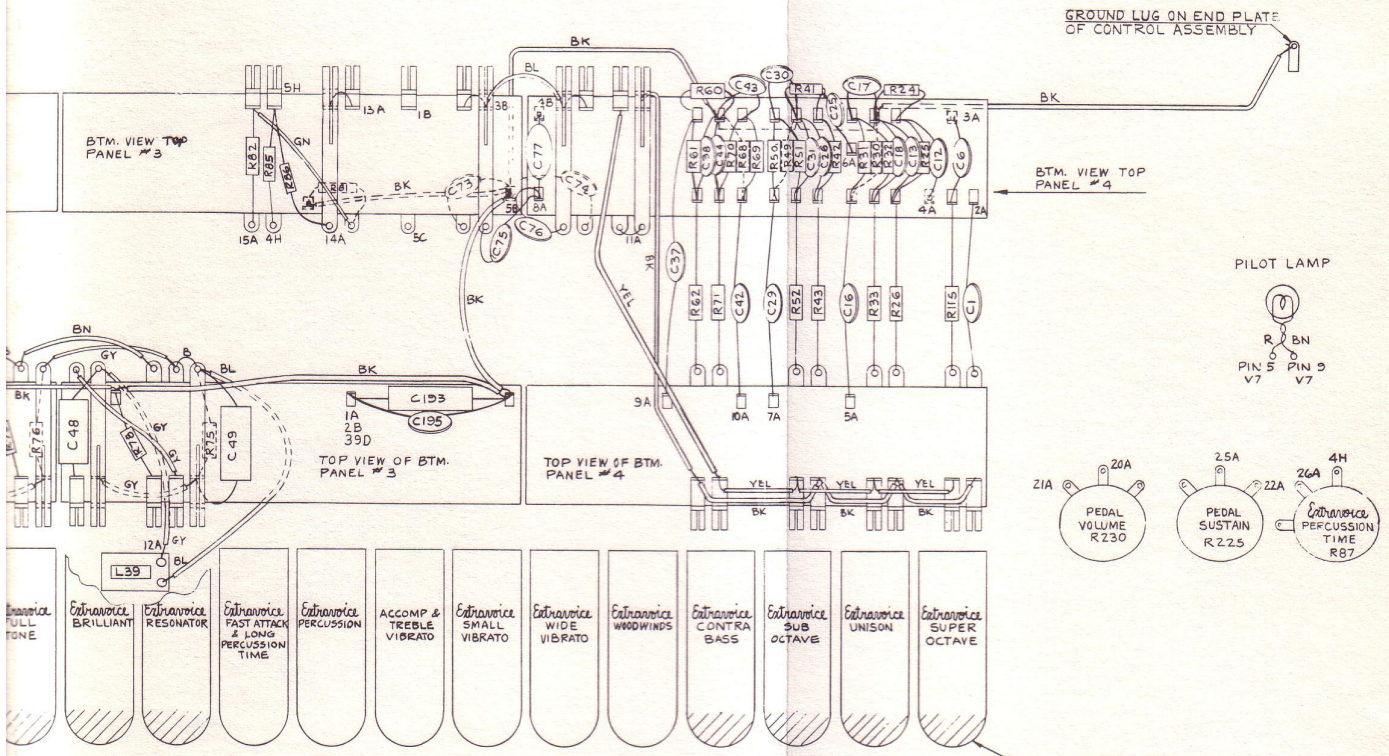 GROUND LUG ON END PLATE
OF CONTROL ASSEMBLY
BK
BL
BK
5H
13A
1B
3B
4B
R60
C43
C30
R41
C25
C17
R24
3A
BTM. VIEW TOP
PANEL #3
R82
R85
R86
GN
BK
C73
C77
C74
5B
8A
C75
C76
R61
C38
C44
R70
R68
R69
R50
R49
R51
C31
C26
R42
6A
R31
R30
R32
C18
C13
R25
C12
C6
4A
2A
BTM. VIEW TOP
PANEL #4
15A
4H
14A
5C
11A
BK
YEL
BK
C37
R62
R71
C42
C29
R52
R43
C16
R33
R26
R115
C1
PILOT LAMP
R
BN
PIN 5
V7
PIN 9
V7
BN
GY
B
BL
BK
BK
R76
C48
R78
GY
GY
GY
R75
C49
C193
C195
1A
2B
39D
TOP VIEW OF BTM.
PANEL #3
9A
10A
7A
5A
TOP VIEW OF BTM.
PANEL #4
YEL
YEL
YEL
BK
BK
BK
12A
GY
BL
L39
21A
20A
PEDAL
VOLUME
R230
25A
22A
PEDAL
SUSTAIN
R225
26A
4H
Extravoice
PERCUSSION
TIME
R87
FULL
TONE
Extravoice
BRILLIANT
Extravoice
RESONATOR
Extravoice
FAST ATTACK
& LONG
PERCUSSION
TIME
Extravoice
PERCUSSION
ACCOMP &
TREBLE
VIBRATO
Extravoice
SMALL
VIBRATO
Extravoice
WIDE
VIBRATO
Extravoice
WOODWINDS
Extravoice
CONTRA
BASS
Extravoice
SUB
OCTAVE
Extravoice
UNISON
Extravoice
SUPER
OCTAVE